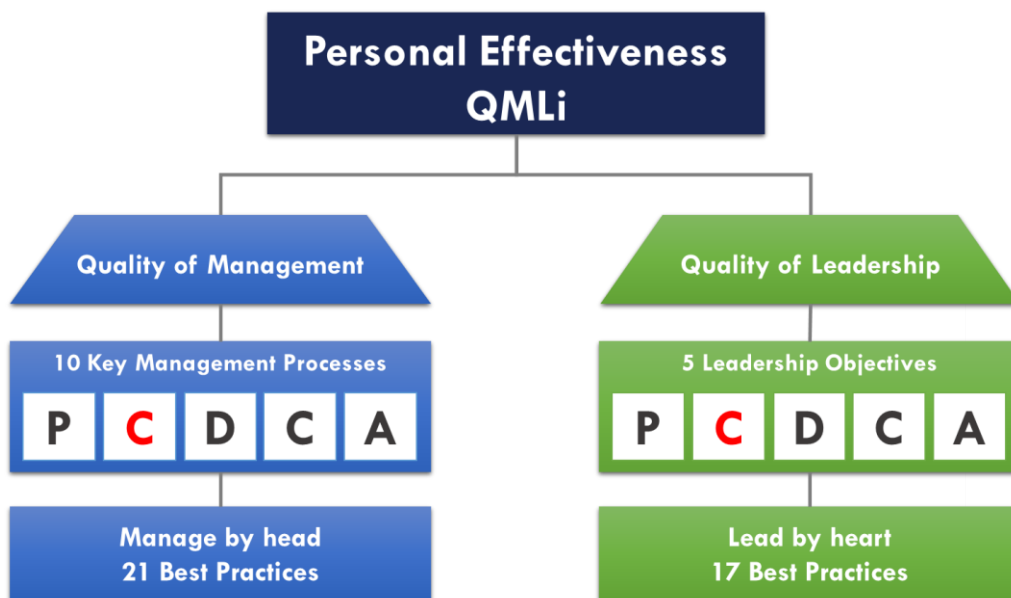 Personal Effectiveness
QMLi
Quality of Management
10 Key Management Processes
P C D C A
Manage by head
21 Best Practices
Quality of Leadership
5 Leadership Objectives
P C D C A
Lead by heart
17 Best Practices